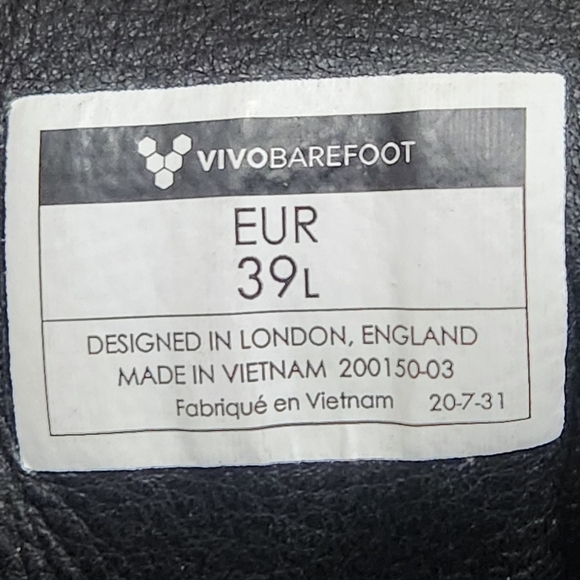 VIVOBAREFOOT
EUR
39L
DESIGNED IN LONDON, ENGLAND
MADE IN VIETNAM 200150-03
Fabriqué en Vietnam 20-7-31